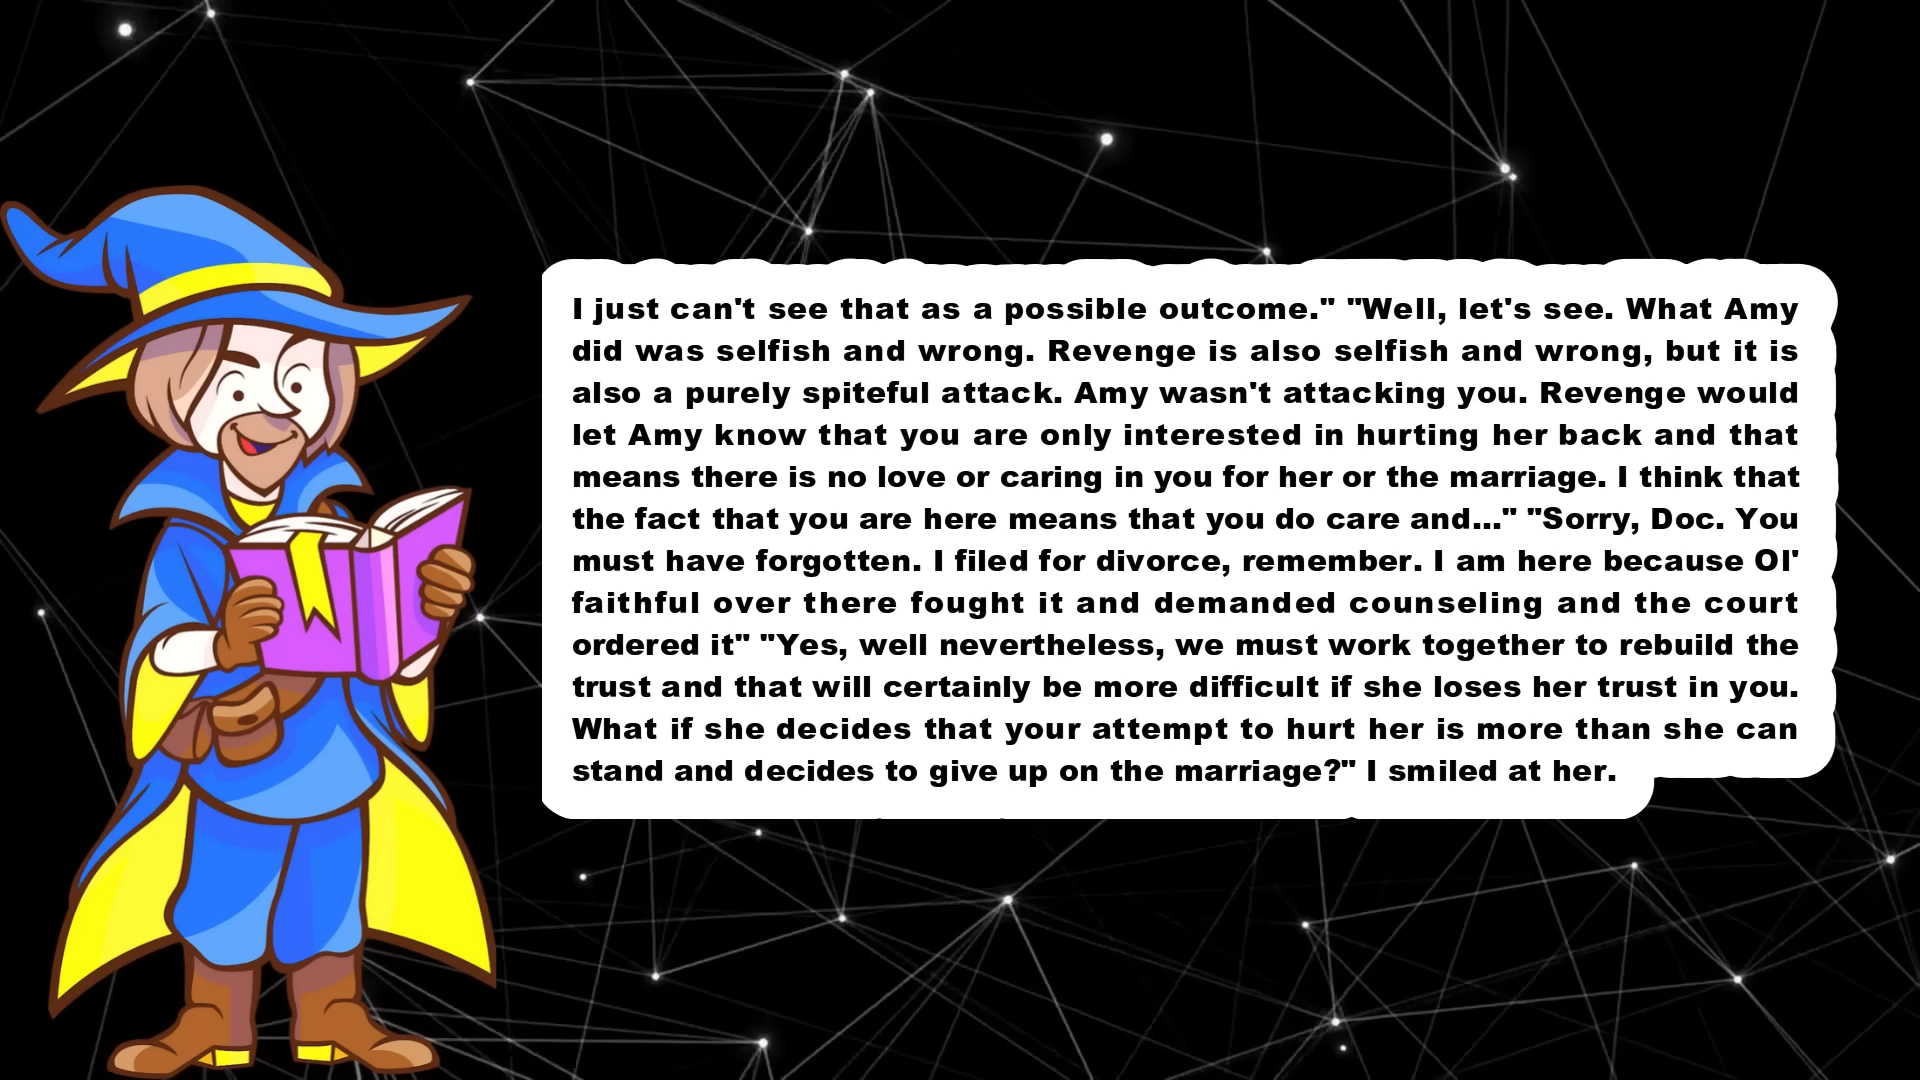 I just can't see that as a possible outcome." "Well, let's see. What Amy
did was selfish and wrong. Revenge is also selfish and wrong, but it is
also a purely spiteful attack. Amy wasn't attacking you. Revenge would
let Amy know that you are only interested in hurting her back and that
means there is no love or caring in you for her or the marriage. I think that
the fact that you are here means that you do care and..." "Sorry, Doc. You
must have forgotten. I filed for divorce, remember. I am here because Ol'
faithful over there fought it and demanded counseling and the court
ordered it" "Yes, well nevertheless, we must work together to rebuild the
trust and that will certainly be more difficult if she loses her trust in you.
What if she decides that your attempt to hurt her is more than she can
stand and decides to give up on the marriage?" I smiled at her.